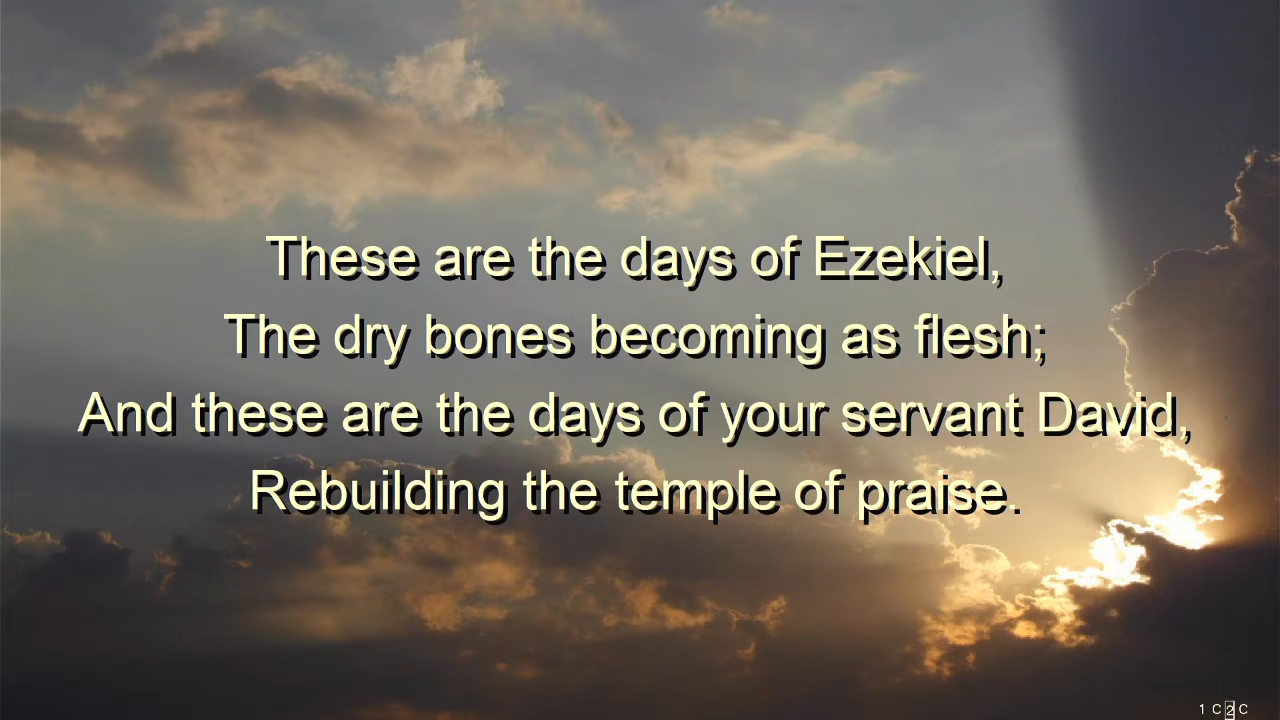 These are the days of Ezekiel,
The dry bones becoming as flesh;
And these are the days of your servant David,
Rebuilding the temple of praise.
1 C 2 C